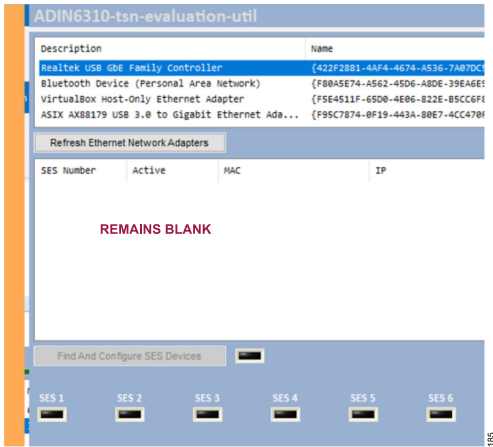 ADIN6310-tsn-evaluation-util
Description Name
Realtek USB GbE Family Controller {422F2881-4AF4-4674-A536-7A07DC5
Bluetooth Device (Personal Area Network) {F80A5E74-A562-45D6-A8DE-39EA6E9
VirtualBox Host-Only Ethernet Adapter {F5E4511F-65D0-4E06-822E-B5CC6FE
ASIX AX88179 USB 3.0 to Gigabit Ethernet Ada... {F95C7874-0F19-443A-80E7-4CC470F
Refresh Ethernet Network Adapters
SES Number Active MAC IP
REMAINS BLANK
Find And Configure SES Devices
SES 1 SES 2 SES 3 SES 4 SES 5 SES 6
185